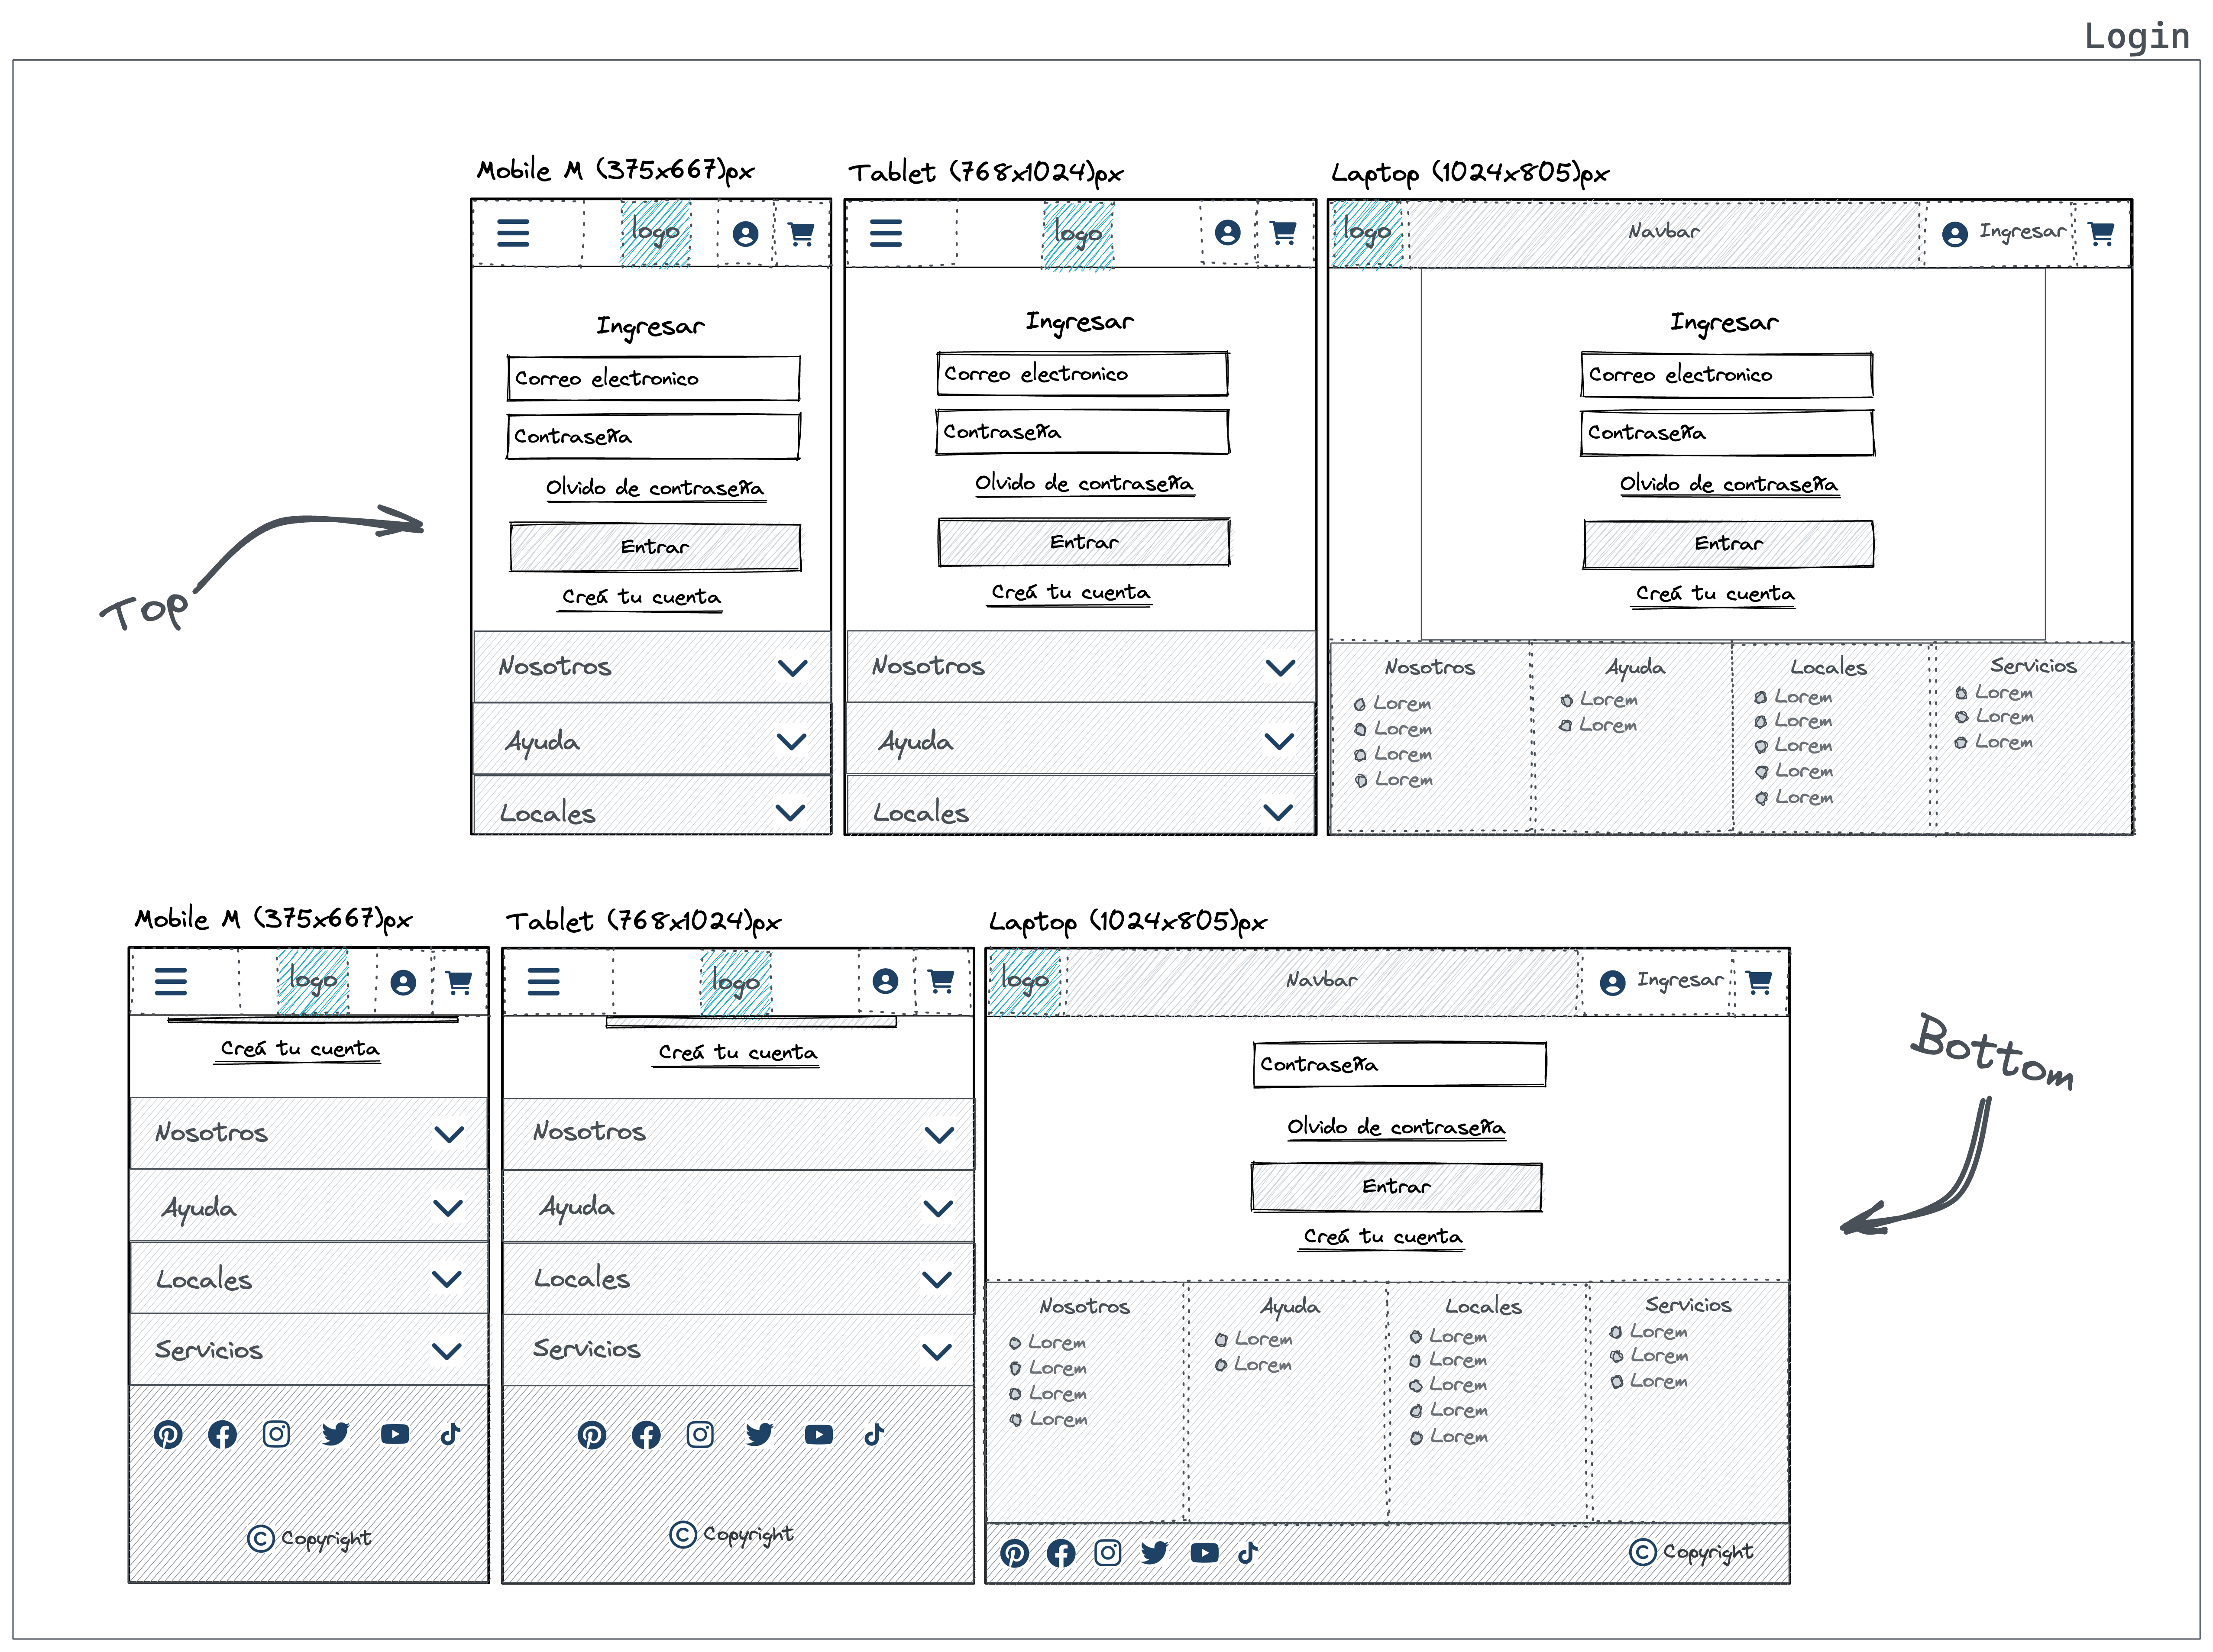 Login
Mobile M (375x667)px
logo
Ingresar
Correo electronico
Contraseña
Olvido de contraseña
Entrar
Creá tu cuenta
Nosotros
Ayuda
Locales
Tablet (768x1024)px
logo
Ingresar
Correo electronico
Contraseña
Olvido de contraseña
Entrar
Creá tu cuenta
Nosotros
Ayuda
Locales
Laptop (1024x805)px
logo
Navbar
Ingresar
Ingresar
Correo electronico
Contraseña
Olvido de contraseña
Entrar
Creá tu cuenta
Nosotros
Lorem
Lorem
Lorem
Lorem
Ayuda
Lorem
Lorem
Locales
Lorem
Lorem
Lorem
Lorem
Lorem
Servicios
Lorem
Lorem
Lorem
Top
Mobile M (375x667)px
logo
Creá tu cuenta
Nosotros
Ayuda
Locales
Servicios
© Copyright
Tablet (768x1024)px
logo
Creá tu cuenta
Nosotros
Ayuda
Locales
Servicios
© Copyright
Laptop (1024x805)px
logo
Navbar
Ingresar
Contraseña
Olvido de contraseña
Entrar
Creá tu cuenta
Nosotros
Lorem
Lorem
Lorem
Lorem
Ayuda
Lorem
Lorem
Locales
Lorem
Lorem
Lorem
Lorem
Lorem
Servicios
Lorem
Lorem
Lorem
© Copyright
Bottom